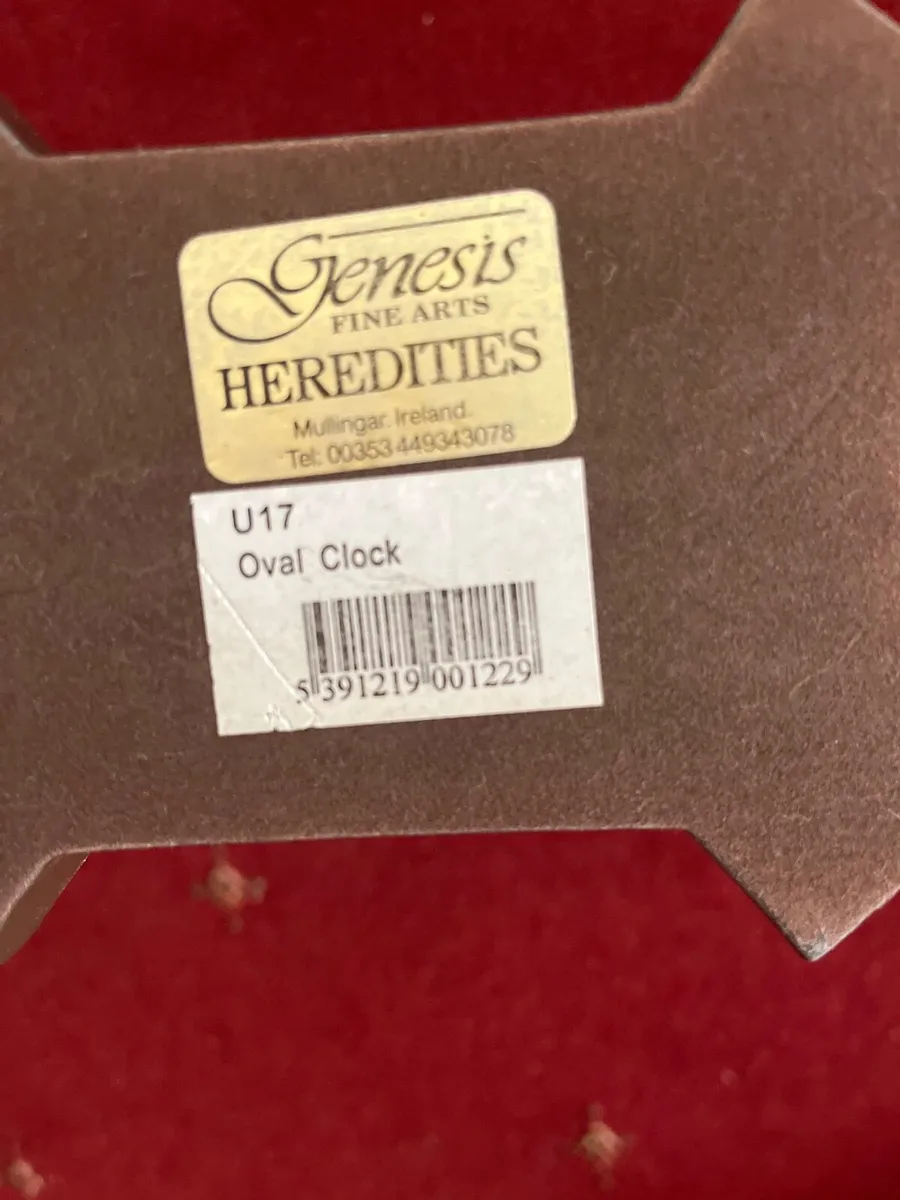 Genesis
FINE ARTS
HEREDITIES
Mullingar. Ireland.
Tel: 00353 449343078
U17
Oval Clock
5 391219 001229